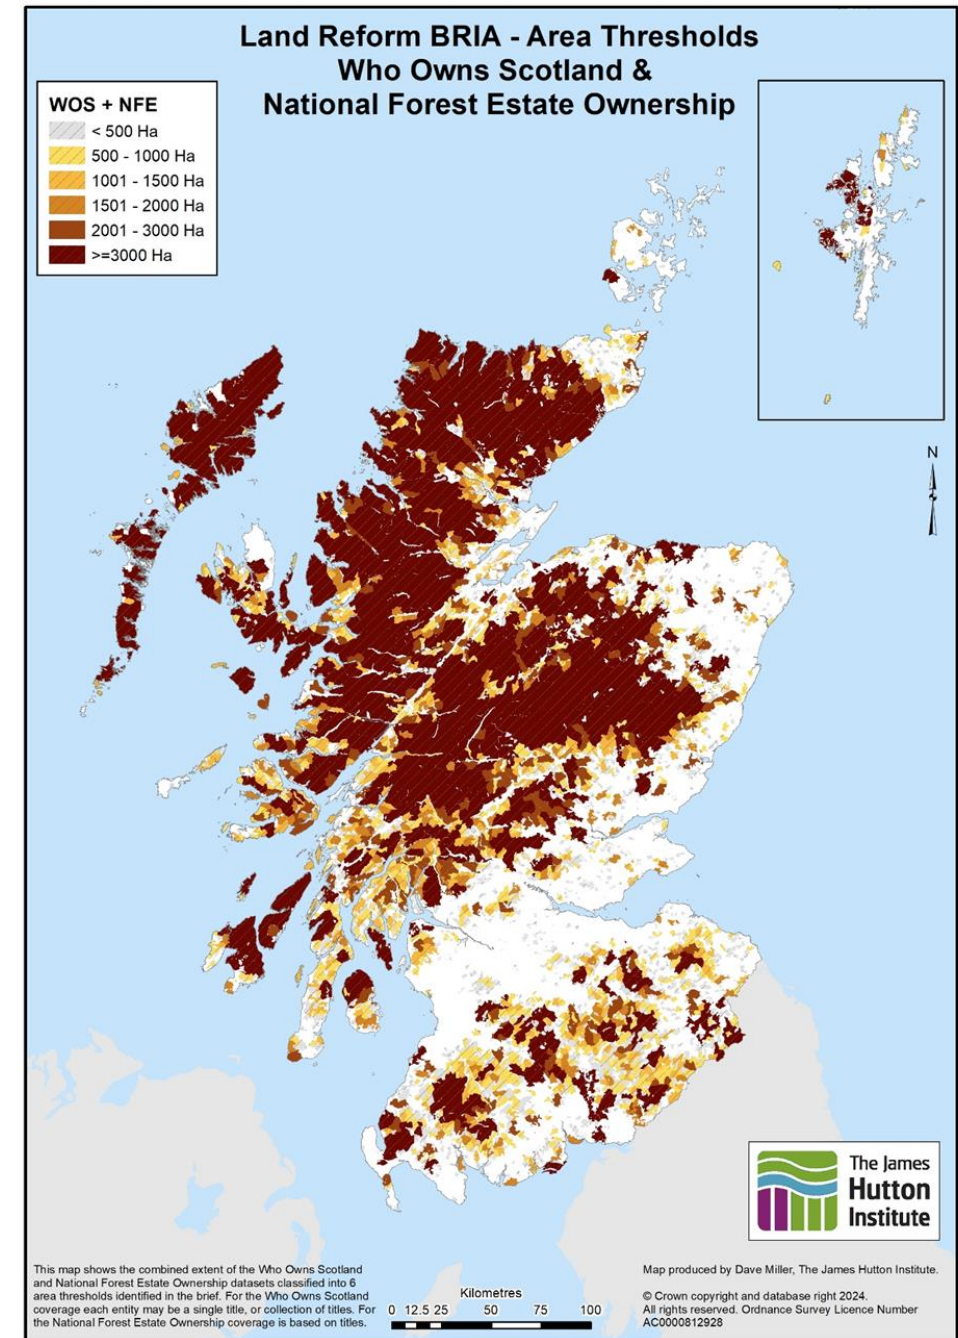 Land Reform BRIA - Area Thresholds
Who Owns Scotland &
National Forest Estate Ownership
WOS + NFE
< 500 Ha
500 - 1000 Ha
1001 - 1500 Ha
1501 - 2000 Ha
2001 - 3000 Ha
>=3000 Ha
N
The James
Hutton
Institute
This map shows the combined extent of the Who Owns Scotland
and National Forest Estate Ownership datasets classified into 6
area thresholds identified in the brief. For the Who Owns Scotland
coverage each entity may be a single title, or collection of titles. For
the National Forest Estate Ownership coverage is based on titles.
Kilometres
0 12.5 25 50 75 100
Map produced by Dave Miller, The James Hutton Institute.
© Crown copyright and database right 2024.
All rights reserved. Ordnance Survey Licence Number
AC0000812928